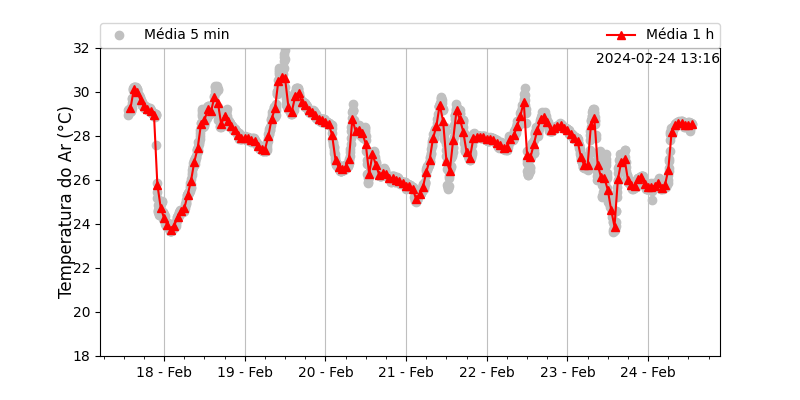 Média 5 min
Média 1 h
2024-02-24 13:16
Temperatura do Ar (°C)
32
30
28
26
24
22
20
18
18 - Feb
19 - Feb
20 - Feb
21 - Feb
22 - Feb
23 - Feb
24 - Feb